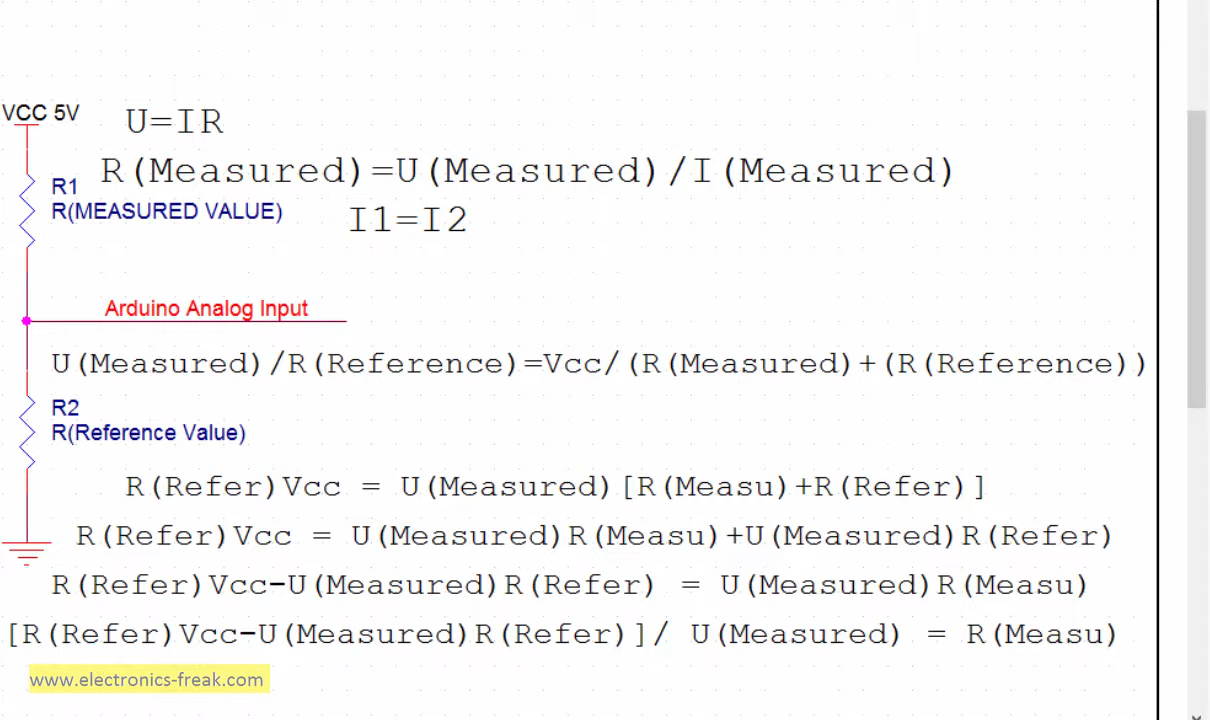 VCC 5V
U=IR
R(Measured)=U(Measured)/I(Measured)
R1
R(MEASURED VALUE)
I1=I2
Arduino Analog Input
U(Measured)/R(Reference)=Vcc/(R(Measured)+(R(Reference))
R2
R(Reference Value)
R(Refer)Vcc = U(Measured)[R(Measu)+R(Refer)]
R(Refer)Vcc = U(Measured)R(Measu)+U(Measured)R(Refer)
R(Refer)Vcc-U(Measured)R(Refer) = U(Measured)R(Measu)
[R(Refer)Vcc-U(Measured)R(Refer)]/ U(Measured) = R(Measu)
www.electronics-freak.com